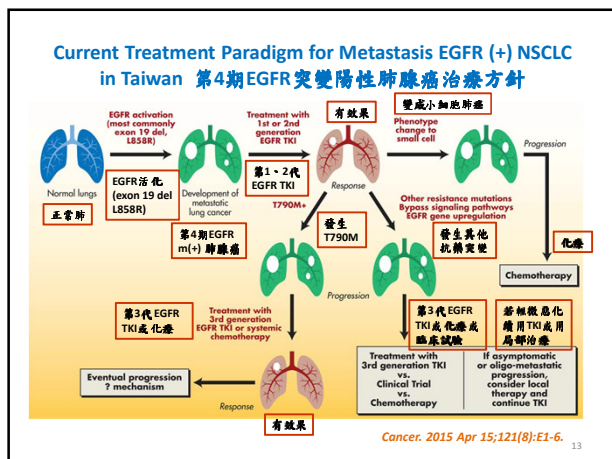 Current Treatment Paradigm for Metastasis EGFR (+) NSCLC
in Taiwan 第4期EGFR突變陽性肺腺癌治療方針
EGFR activation
(most commonly
exon 19 del,
L858R)
Treatment with
1st or 2nd
generation
EGFR TKI
有效果
變成小細胞肺癌
Phenotype
change to
small cell
Progression
Normal lungs
正常肺
EGFR活化
(exon 19 del
L858R)
Development of
metastatic
lung cancer
第4期EGFR
m(+) 肺腺癌
第1、2代
EGFR TKI
Response
T790M+
發生
T790M
Other resistance mutations
Bypass signaling pathways
EGFR gene upregulation
發生其他
抗藥突變
化療
Chemotherapy
Progression
第3代EGFR
TKI或化療
Treatment with
3rd generation
EGFR TKI or systemic
chemotherapy
第3代EGFR
TKI或化療或
臨床試驗
若輕微惡化
續用TKI或用
局部治療
Treatment with
3rd generation TKI
vs.
Clinical Trial
vs.
Chemotherapy
If asymptomatic
or oligo-metastatic
progression,
consider local
therapy and
continue TKI
Eventual progression
? mechanism
Response
有效果
Cancer. 2015 Apr 15;121(8):E1-6.
13